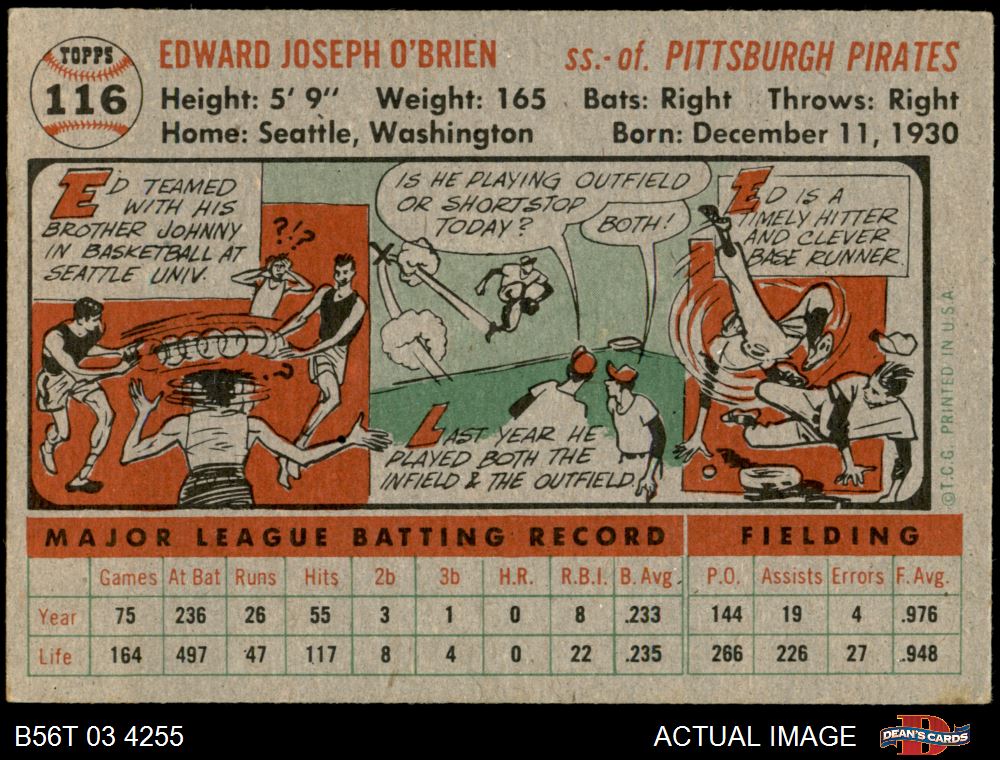 TOPPS
116
EDWARD JOSEPH O'BRIEN ss.-of. PITTSBURGH PIRATES
Height: 5' 9" Weight: 165 Bats: Right Throws: Right
Home: Seattle, Washington Born: December 11, 1930
ED TEAMED
WITH HIS
BROTHER JOHNNY
IN BASKETBALL AT
SEATTLE UNIV.
?!?
?
IS HE PLAYING OUTFIELD
OR SHORTSTOP
TODAY?
BOTH!
LAST YEAR HE
PLAYED BOTH THE
INFIELD & THE OUTFIELD.
ED IS A
TIMELY HITTER
AND CLEVER
BASE RUNNER.
©T.C.G. PRINTED IN U.S.A.
MAJOR LEAGUE BATTING RECORD FIELDING
Games At Bat Runs Hits 2b 3b H.R. R.B.I. B. Avg. P.O. Assists Errors F. Avg.
Year 75 236 26 55 3 1 0 8 .233 144 19 4 .976
Life 164 497 47 117 8 4 0 22 .235 266 226 27 .948
B56T 03 4255 ACTUAL IMAGE
D
DEAN'S CARDS